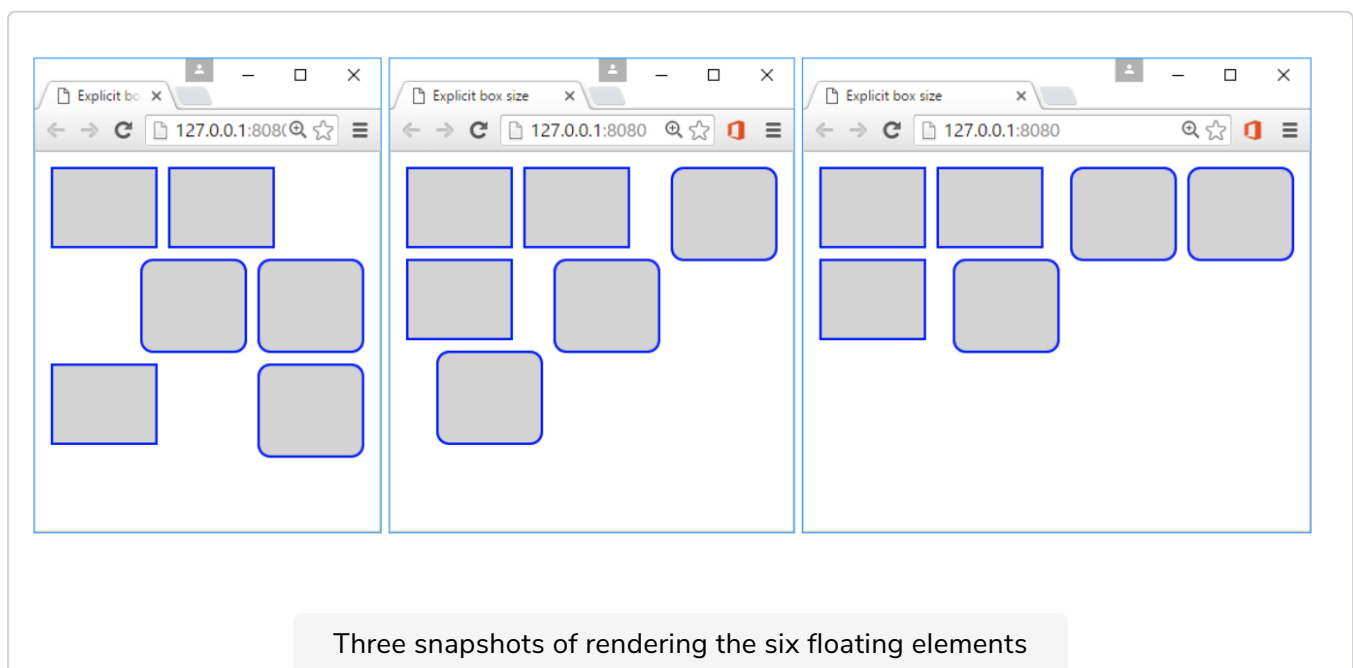 Explicit bo
127.0.0.1:808
Explicit box size
127.0.0.1:8080
Explicit box size
127.0.0.1:8080
Three snapshots of rendering the six floating elements